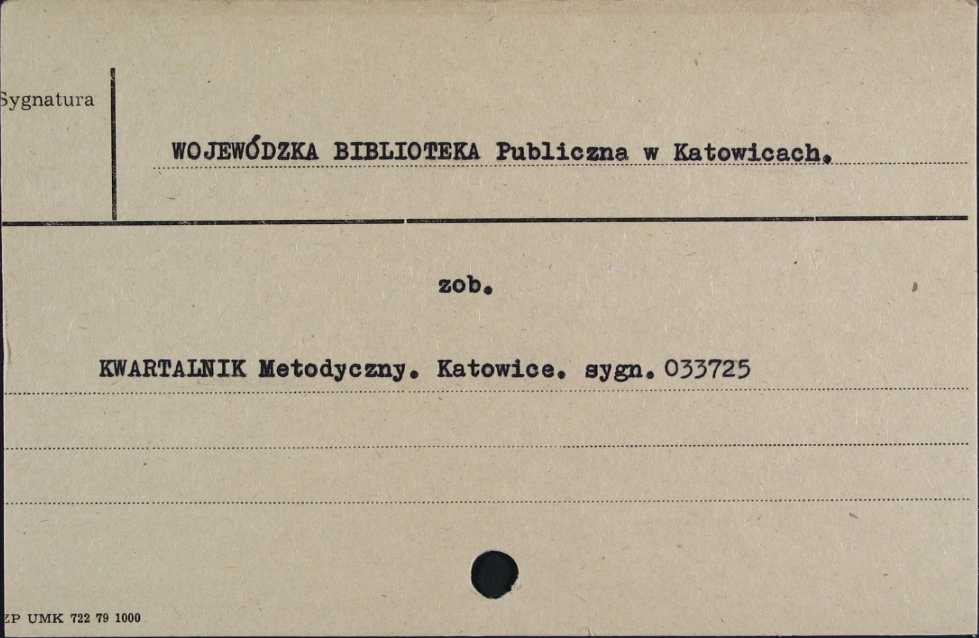 Sygnatura
WOJEWÓDZKA BIBLIOTEKA Publiczna w Katowicach.
zob.
KWARTALNIK Metodyczny. Katowice. sygn. 033725
ZP UMK 722 79 1000